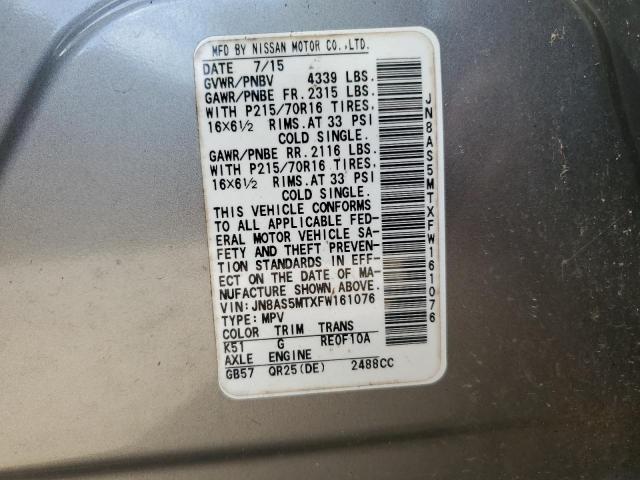 MFD BY NISSAN MOTOR CO.,LTD.
DATE 7/15
GVWR/PNBV 4339 LBS.
GAWR/PNBE FR. 2315 LBS.
WITH P215/70R16 TIRES.
16X6½ RIMS.AT 33 PSI
COLD SINGLE.
GAWR/PNBE RR. 2116 LBS.
WITH P215/70R16 TIRES.
16X6½ RIMS.AT 33 PSI
COLD SINGLE.
THIS VEHICLE CONFORMS
TO ALL APPLICABLE FED-
ERAL MOTOR VEHICLE SA-
FETY AND THEFT PREVEN-
TION STANDARDS IN EFF-
ECT ON THE DATE OF MA-
NUFACTURE SHOWN,ABOVE.
VIN:JN8AS5MTXFW161076
TYPE:MPV
COLOR TRIM TRANS
K51 G RE0F10A
AXLE ENGINE
GB57 QR25(DE) 2488CC
JN8AS5MTXFW161076